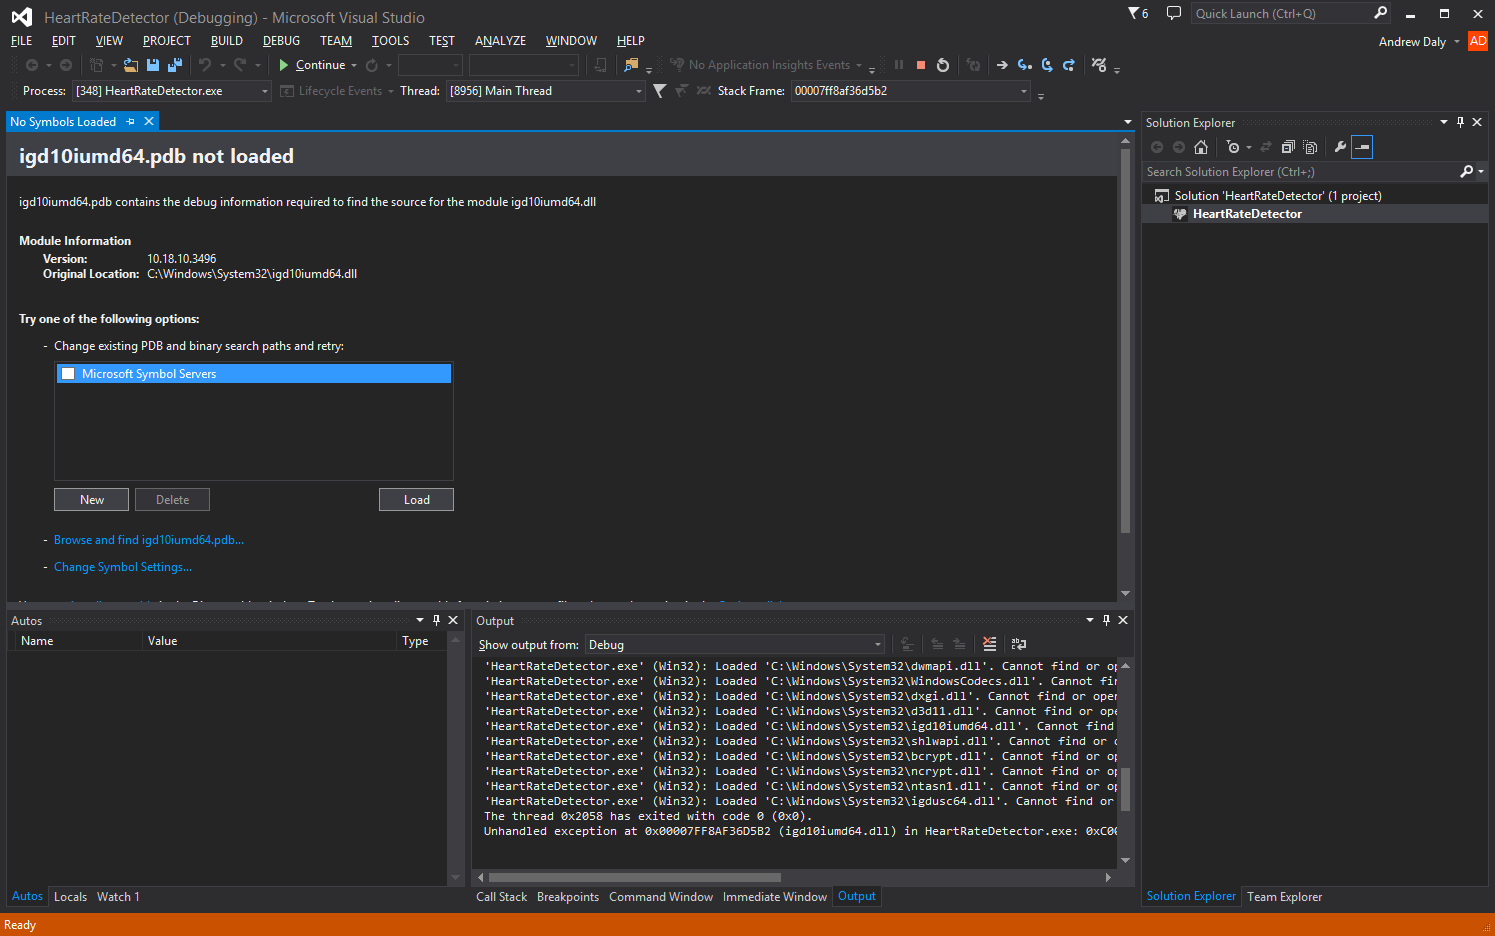 HeartRateDetector (Debugging) - Microsoft Visual Studio
6
Quick Launch (Ctrl+Q)
FILE EDIT VIEW PROJECT BUILD DEBUG TEAM TOOLS TEST ANALYZE WINDOW HELP
Andrew Daly AD
Continue
No Application Insights Events
Process: [348] HeartRateDetector.exe
Lifecycle Events
Thread: [8956] Main Thread
Stack Frame: 00007ff8af36d5b2
No Symbols Loaded
igd10iumd64.pdb not loaded
igd10iumd64.pdb contains the debug information required to find the source for the module igd10iumd64.dll
Module Information
Version: 10.18.10.3496
Original Location: C:\Windows\System32\igd10iumd64.dll
Try one of the following options:
- Change existing PDB and binary search paths and retry:
Microsoft Symbol Servers
New Delete Load
- Browse and find igd10iumd64.pdb...
- Change Symbol Settings...
Autos
Name Value Type
Autos Locals Watch 1
Output
Show output from: Debug
'HeartRateDetector.exe' (Win32): Loaded 'C:\Windows\System32\dwmapi.dll'. Cannot find or op
'HeartRateDetector.exe' (Win32): Loaded 'C:\Windows\System32\WindowsCodecs.dll'. Cannot fin
'HeartRateDetector.exe' (Win32): Loaded 'C:\Windows\System32\dxgi.dll'. Cannot find or open
'HeartRateDetector.exe' (Win32): Loaded 'C:\Windows\System32\d3d11.dll'. Cannot find or ope
'HeartRateDetector.exe' (Win32): Loaded 'C:\Windows\System32\igd10iumd64.dll'. Cannot find
'HeartRateDetector.exe' (Win32): Loaded 'C:\Windows\System32\shlwapi.dll'. Cannot find or o
'HeartRateDetector.exe' (Win32): Loaded 'C:\Windows\System32\bcrypt.dll'. Cannot find or op
'HeartRateDetector.exe' (Win32): Loaded 'C:\Windows\System32\ncrypt.dll'. Cannot find or op
'HeartRateDetector.exe' (Win32): Loaded 'C:\Windows\System32\ntasn1.dll'. Cannot find or op
'HeartRateDetector.exe' (Win32): Loaded 'C:\Windows\System32\igdusc64.dll'. Cannot find or
The thread 0x2058 has exited with code 0 (0x0).
Unhandled exception at 0x00007FF8AF36D5B2 (igd10iumd64.dll) in HeartRateDetector.exe: 0xC00
Call Stack Breakpoints Command Window Immediate Window Output
Solution Explorer
Search Solution Explorer (Ctrl+;)
Solution 'HeartRateDetector' (1 project)
HeartRateDetector
Solution Explorer Team Explorer
Ready